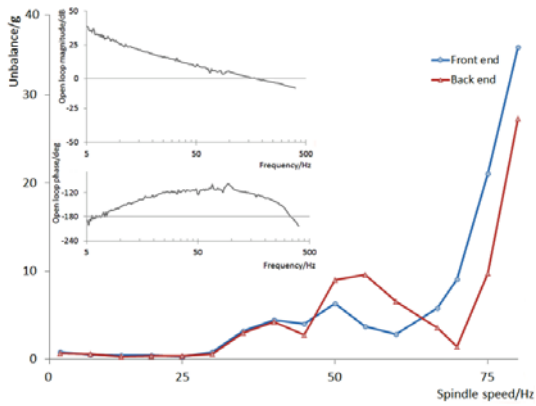 Unbalance/g
40
30
20
10
0
0
25
50
75
Spindle speed/Hz
Front end
Back end
Open loop magnitude/dB
50
25
0
-25
-50
5
50
500
Frequency/Hz
Open loop phase/deg
-120
-180
-240
5
50
500
Frequency/Hz